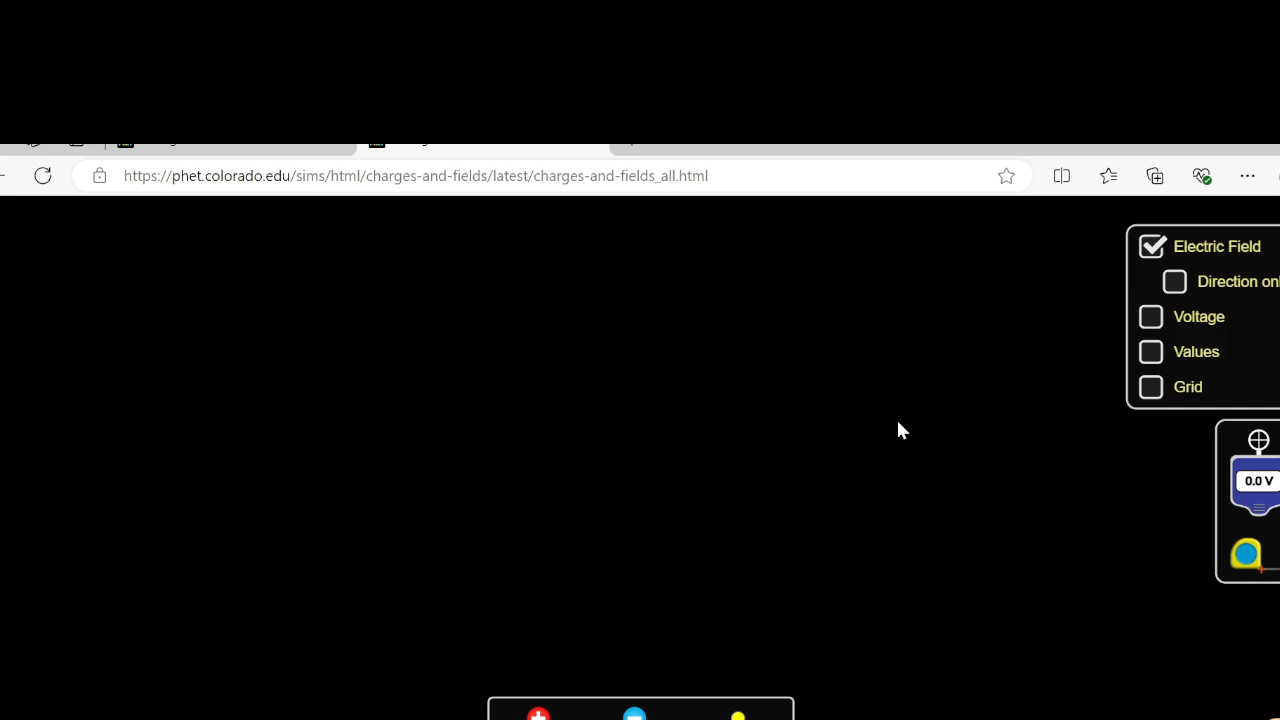 https://phet.colorado.edu/sims/html/charges-and-fields/latest/charges-and-fields_all.html
Electric Field
Direction onl
Voltage
Values
Grid
0.0 V